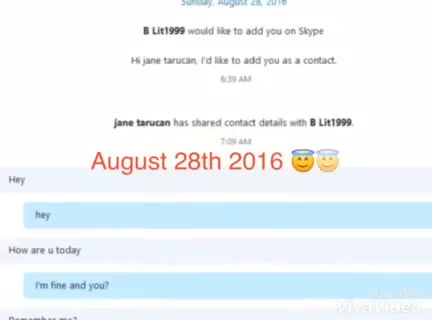 Sunday, August 28, 2016
B Lit1999 would like to add you on Skype
Hi jane tarucan, I'd like to add you as a contact.
6:39 AM
jane tarucan has shared contact details with B Lit1999.
7:09 AM
August 28th 2016 😇😇
Hey
hey
How are u today
I'm fine and you?
Remember me?
VivaVideo